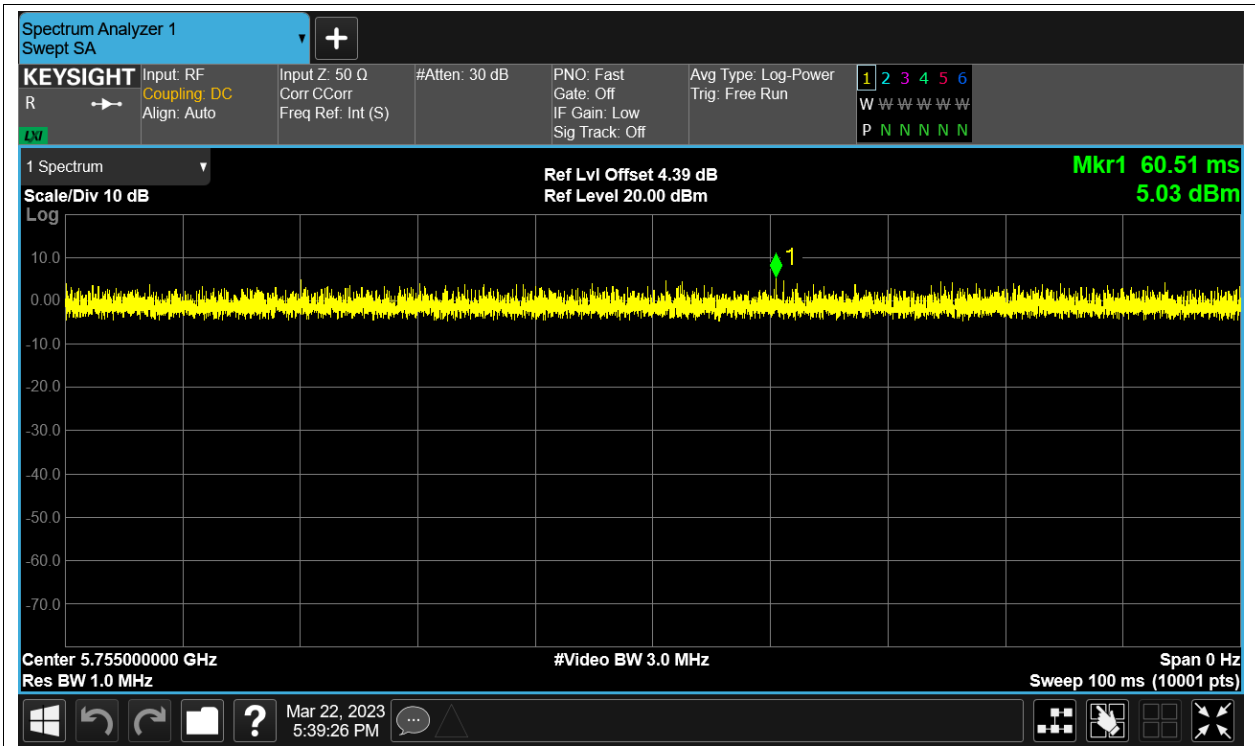 Spectrum Analyzer 1
Swept SA
KEYSIGHT
R
LXI
Input: RF
Coupling: DC
Align: Auto
Input Z: 50 Ω
Corr CCorr
Freq Ref: Int (S)
#Atten: 30 dB
PNO: Fast
Gate: Off
IF Gain: Low
Sig Track: Off
Avg Type: Log-Power
Trig: Free Run
1 2 3 4 5 6
W W W W W W
P N N N N N
1 Spectrum
Scale/Div 10 dB
Log
Ref Lvl Offset 4.39 dB
Ref Level 20.00 dBm
Mkr1 60.51 ms
5.03 dBm
1
10.0
0.00
-10.0
-20.0
-30.0
-40.0
-50.0
-60.0
-70.0
Center 5.755000000 GHz
Res BW 1.0 MHz
#Video BW 3.0 MHz
Span 0 Hz
Sweep 100 ms (10001 pts)
?
Mar 22, 2023
5:39:26 PM